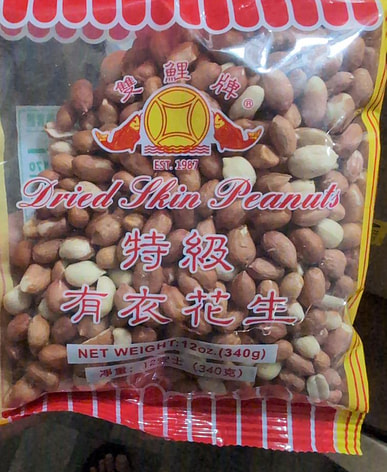 雙鯉牌®
EST. 1987
Dried Skin Peanuts
特級
有衣花生
NET WEIGHT: 12oz. (340g)
淨重: 12安士 (340克)